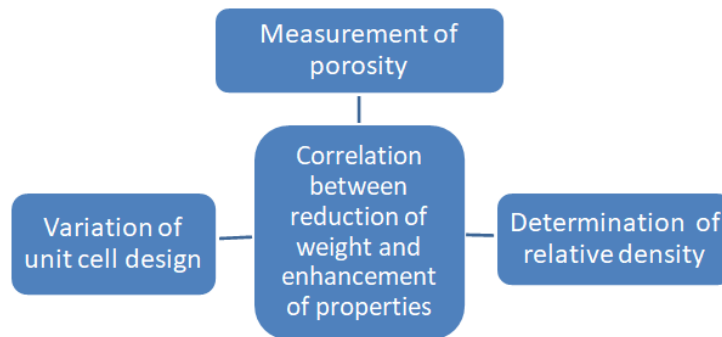 Measurement of
porosity
Correlation
between
reduction of
weight and
enhancement
of properties
Variation of
unit cell design
Determination of
relative density